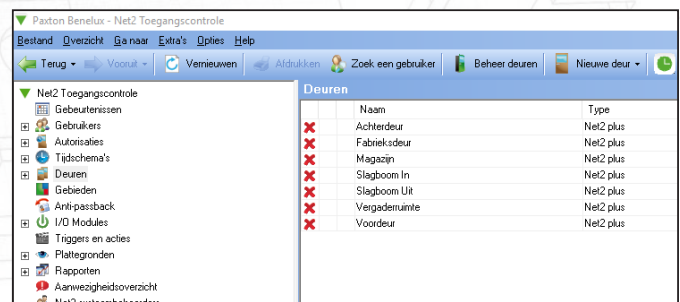 Paxton Benelux - Net2 Toegangscontrole
Bestand Overzicht Ga naar Extra's Opties Help
Terug Vooruit Vernieuwen Afdrukken Zoek een gebruiker Beheer deuren Nieuwe deur
Net2 Toegangscontrole
Gebeurtenissen
Gebruikers
Autorisaties
Tijdschema's
Deuren
Gebieden
Anti-passback
I/O Modules
Triggers en acties
Plattegronden
Rapporten
Aanwezigheidsoverzicht
Deuren
Naam Type
Achterdeur Net2 plus
Fabrieksdeur Net2 plus
Magazijn Net2 plus
Slagboom In Net2 plus
Slagboom Uit Net2 plus
Vergaderruimte Net2 plus
Voordeur Net2 plus